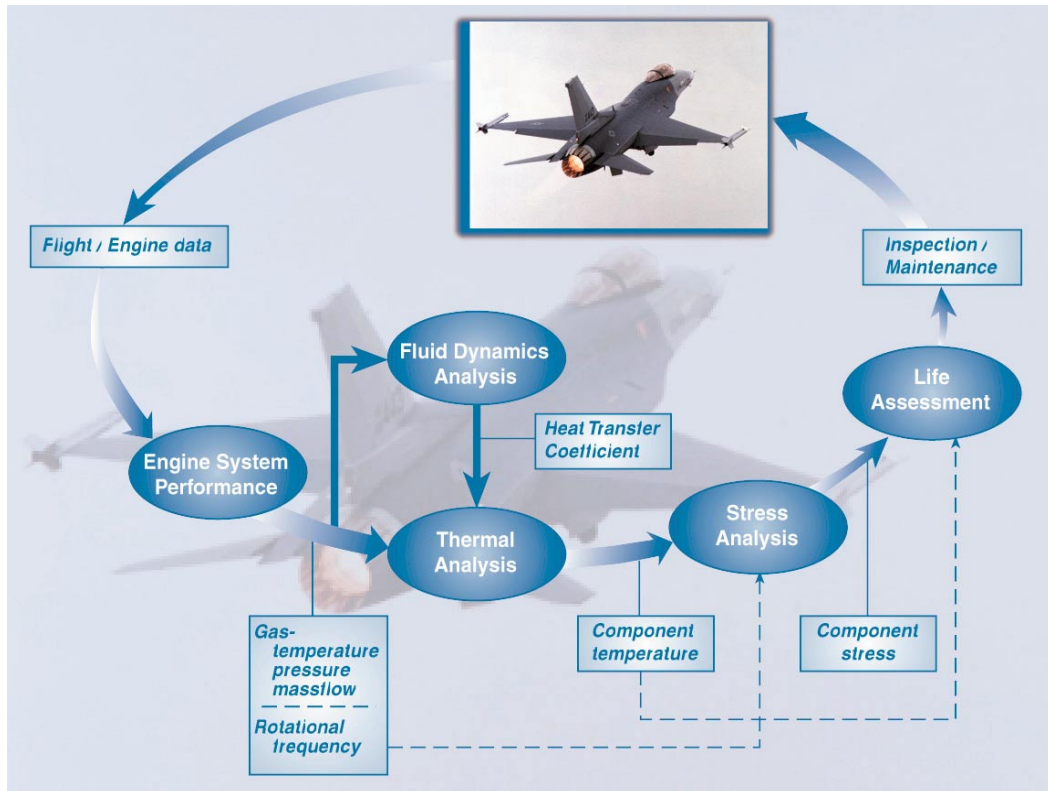 Flight / Engine data
Inspection /
Maintenance
Fluid Dynamics
Analysis
Life
Assessment
Heat Transfer
Coefficient
Engine System
Performance
Stress
Analysis
Thermal
Analysis
Gas-
temperature
pressure
massflow
Rotational
frequency
Component
temperature
Component
stress